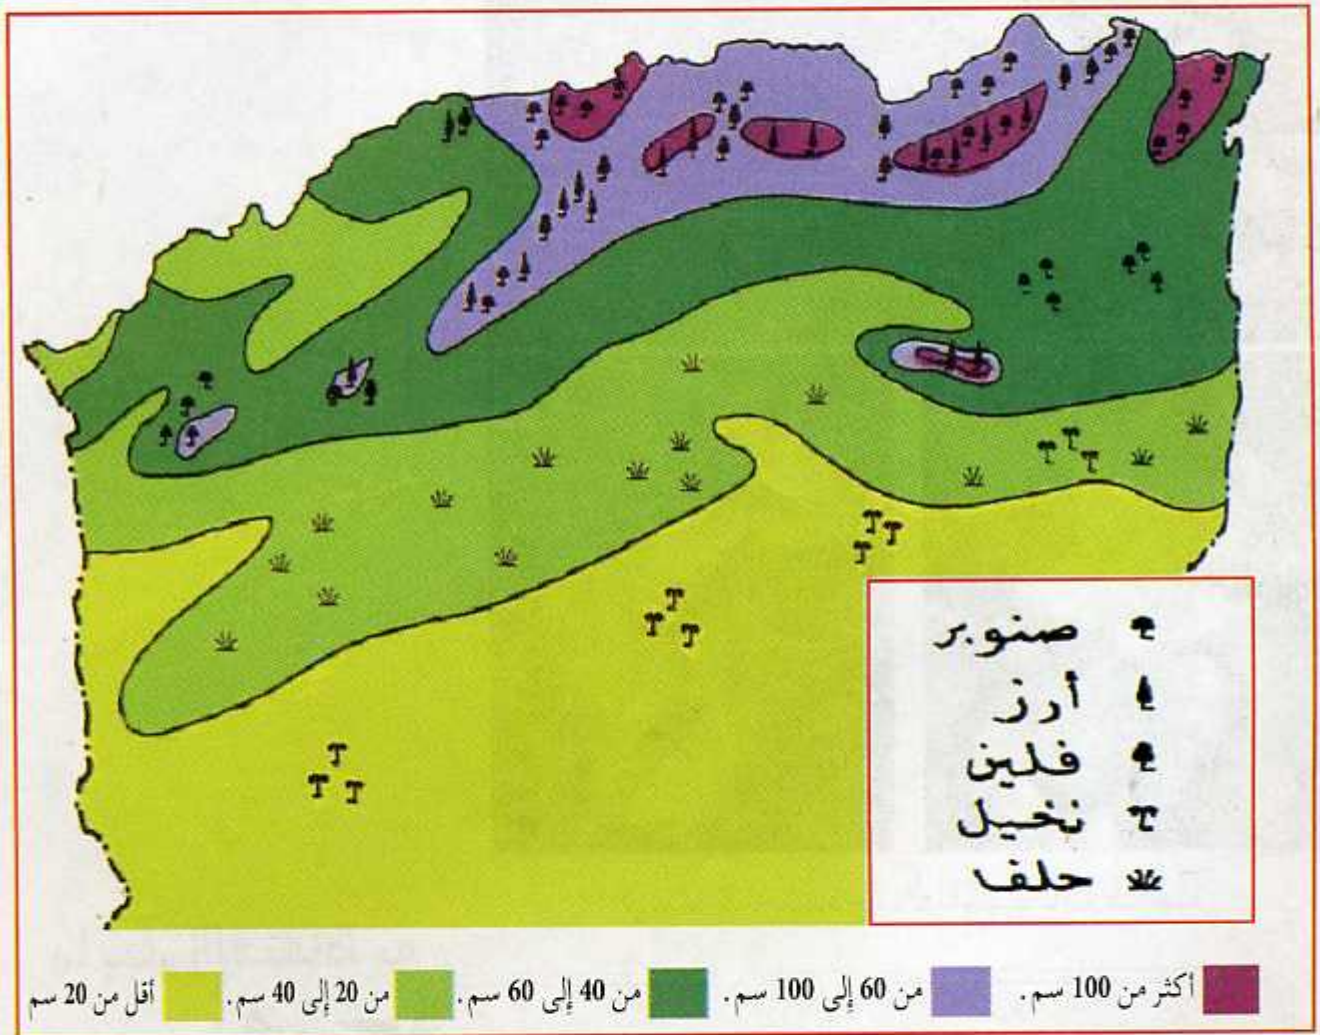 صنوبر
أرز
فلين
نخيل
حلفا
أكثر من 100 سم. من 60 إلى 100 سم. من 40 إلى 60 سم. من 20 إلى 40 سم. أقل من 20 سم